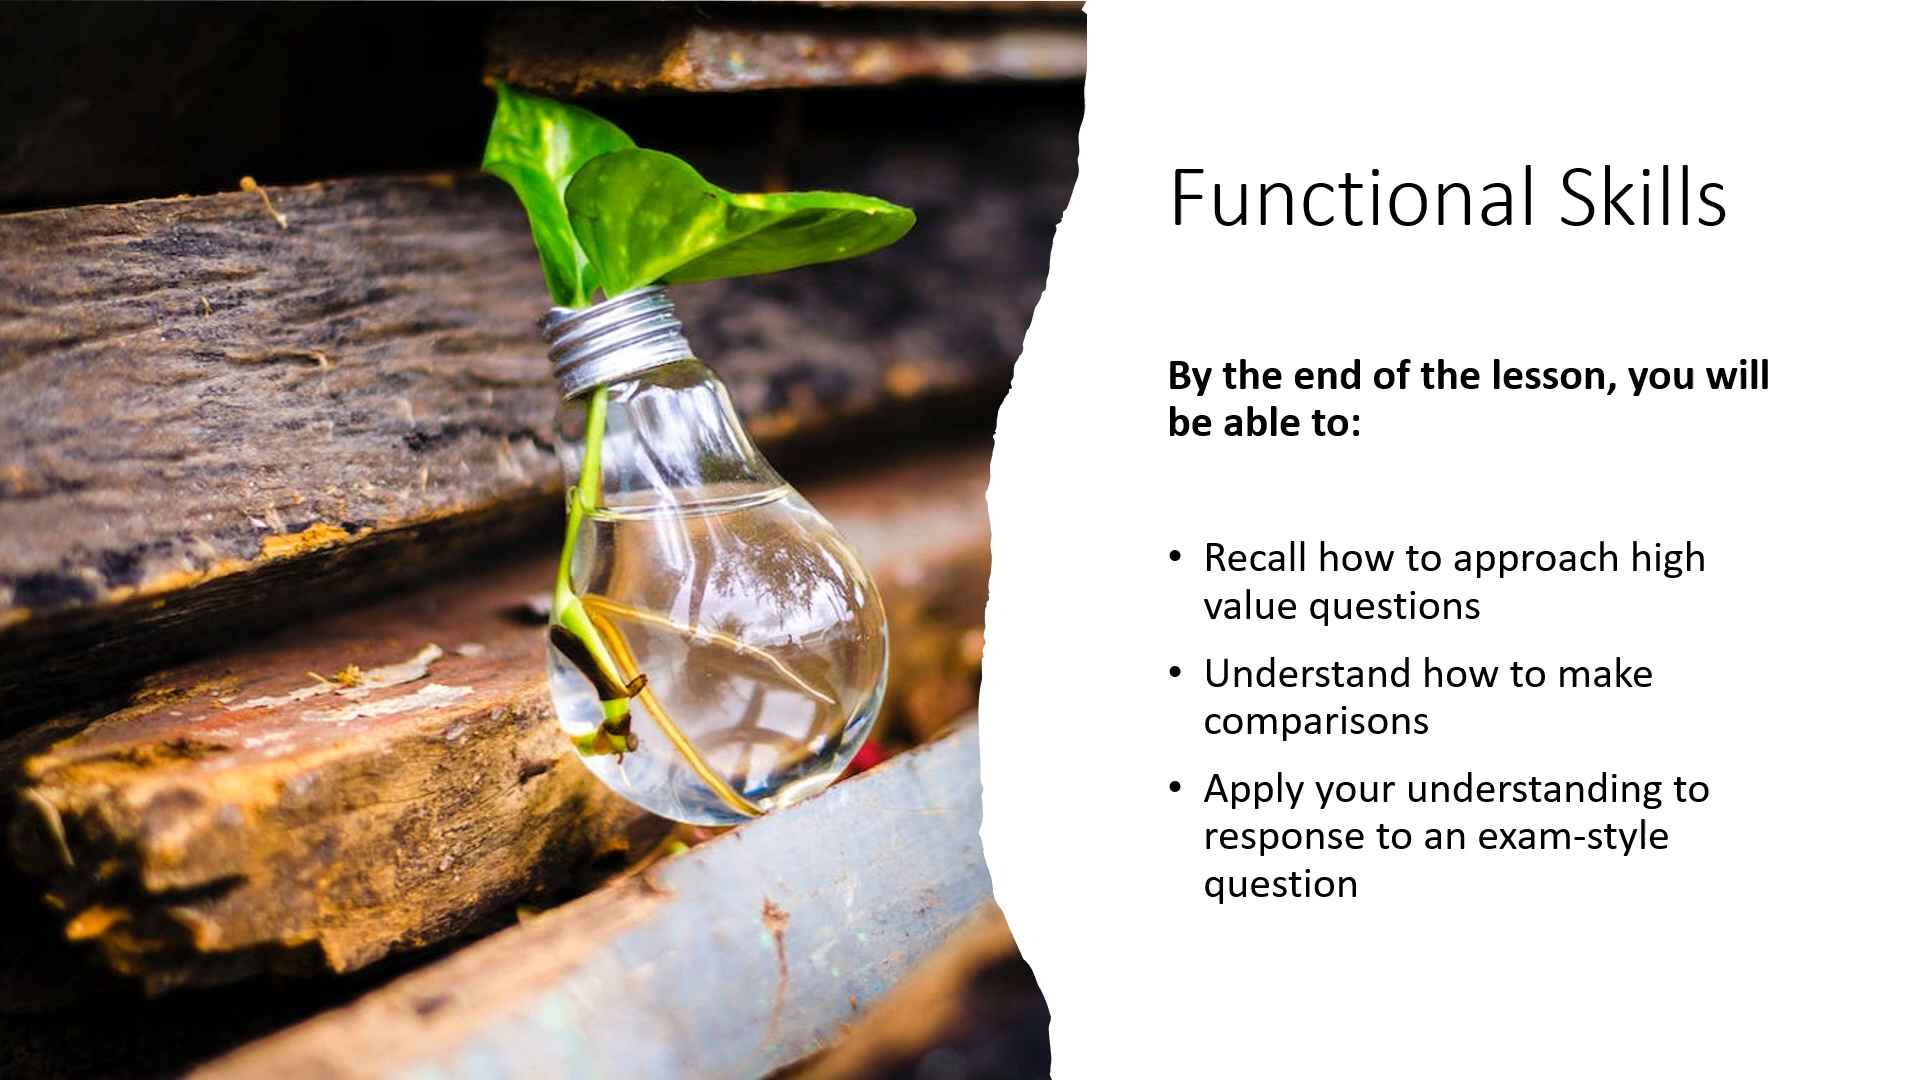 Functional Skills
By the end of the lesson, you will
be able to:
• Recall how to approach high
value questions
• Understand how to make
comparisons
• Apply your understanding to
response to an exam-style
question